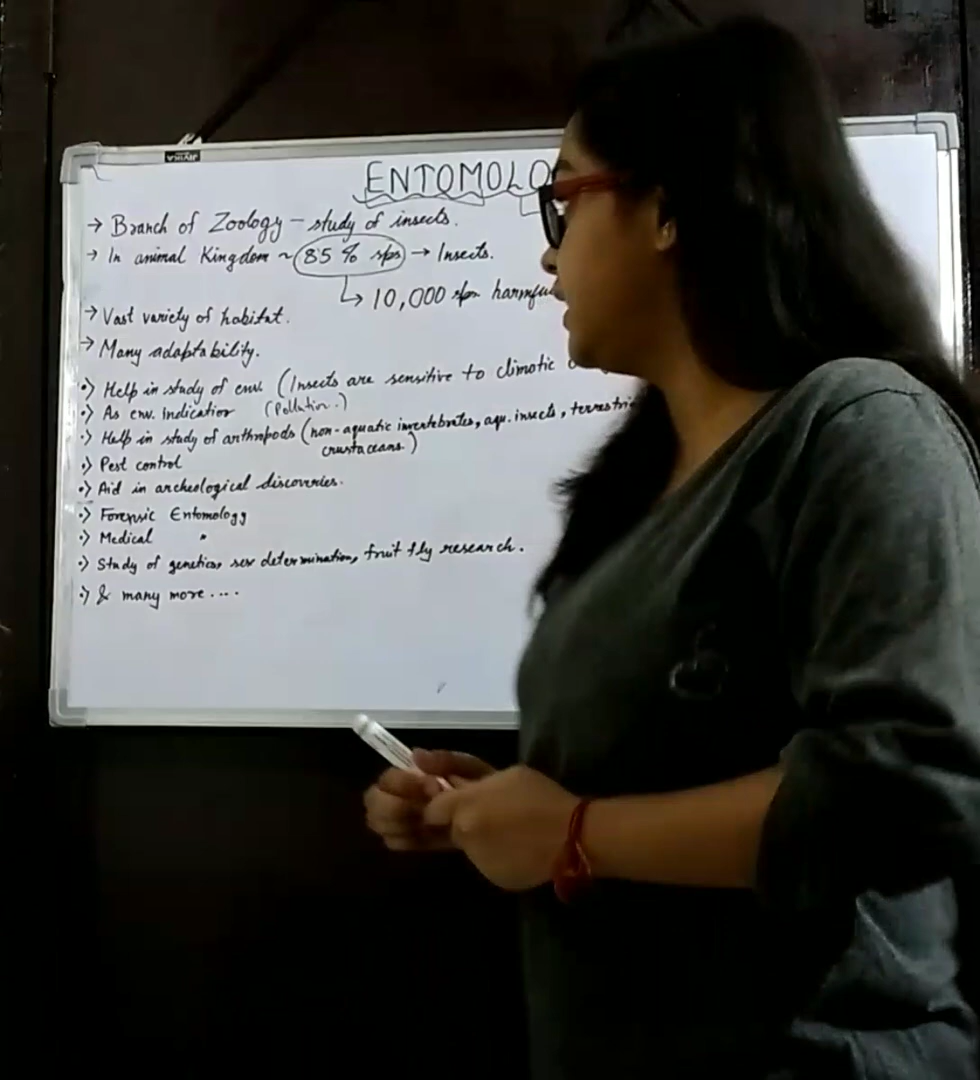 ENTOMOLO
→ Branch of Zoology – study of insects.
→ In animal Kingdom ~ 85 % sps → Insects.
↳ 10,000 sps harmfu
→ Vast variety of habitat.
→ Many adaptability.
•> Help in study of envi. (Insects are sensitive to climatic
•> As env. indicatior (Pollution..)
•> Help in study of arthropods (non-aquatic invertebrates, aqu. insects, terrestri
crustaceans.)
•> Pest control
•> Aid in archeological discoveries.
•> Forensic Entomology
•> Medical "
•> Study of genetics, sex determination, fruit fly research.
•> & many more ....